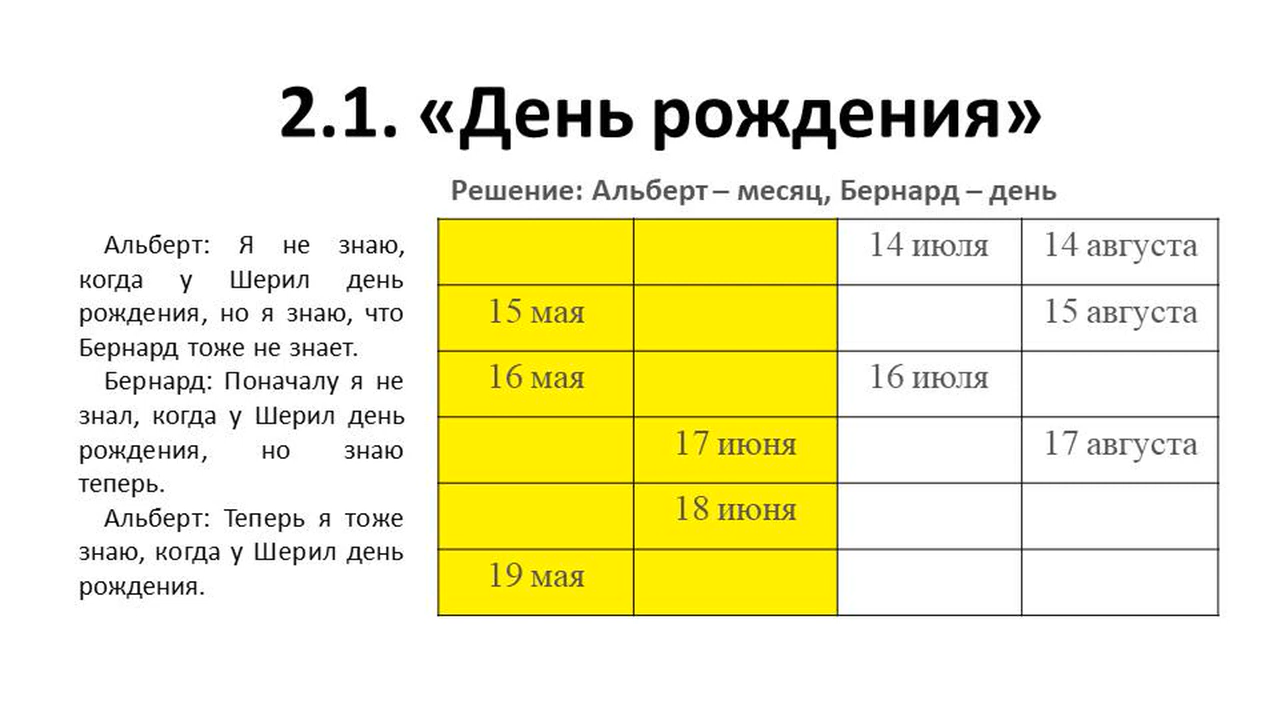 2.1. «День рождения»
Решение: Альберт – месяц, Бернард – день
Альберт: Я не знаю,
когда у Шерил день
рождения, но я знаю, что
Бернард тоже не знает.
Бернард: Поначалу я не
знал, когда у Шерил день
рождения, но знаю
теперь.
Альберт: Теперь я тоже
знаю, когда у Шерил день
рождения.
14 июля 14 августа
15 мая 15 августа
16 мая 16 июля
17 июня 17 августа
18 июня
19 мая